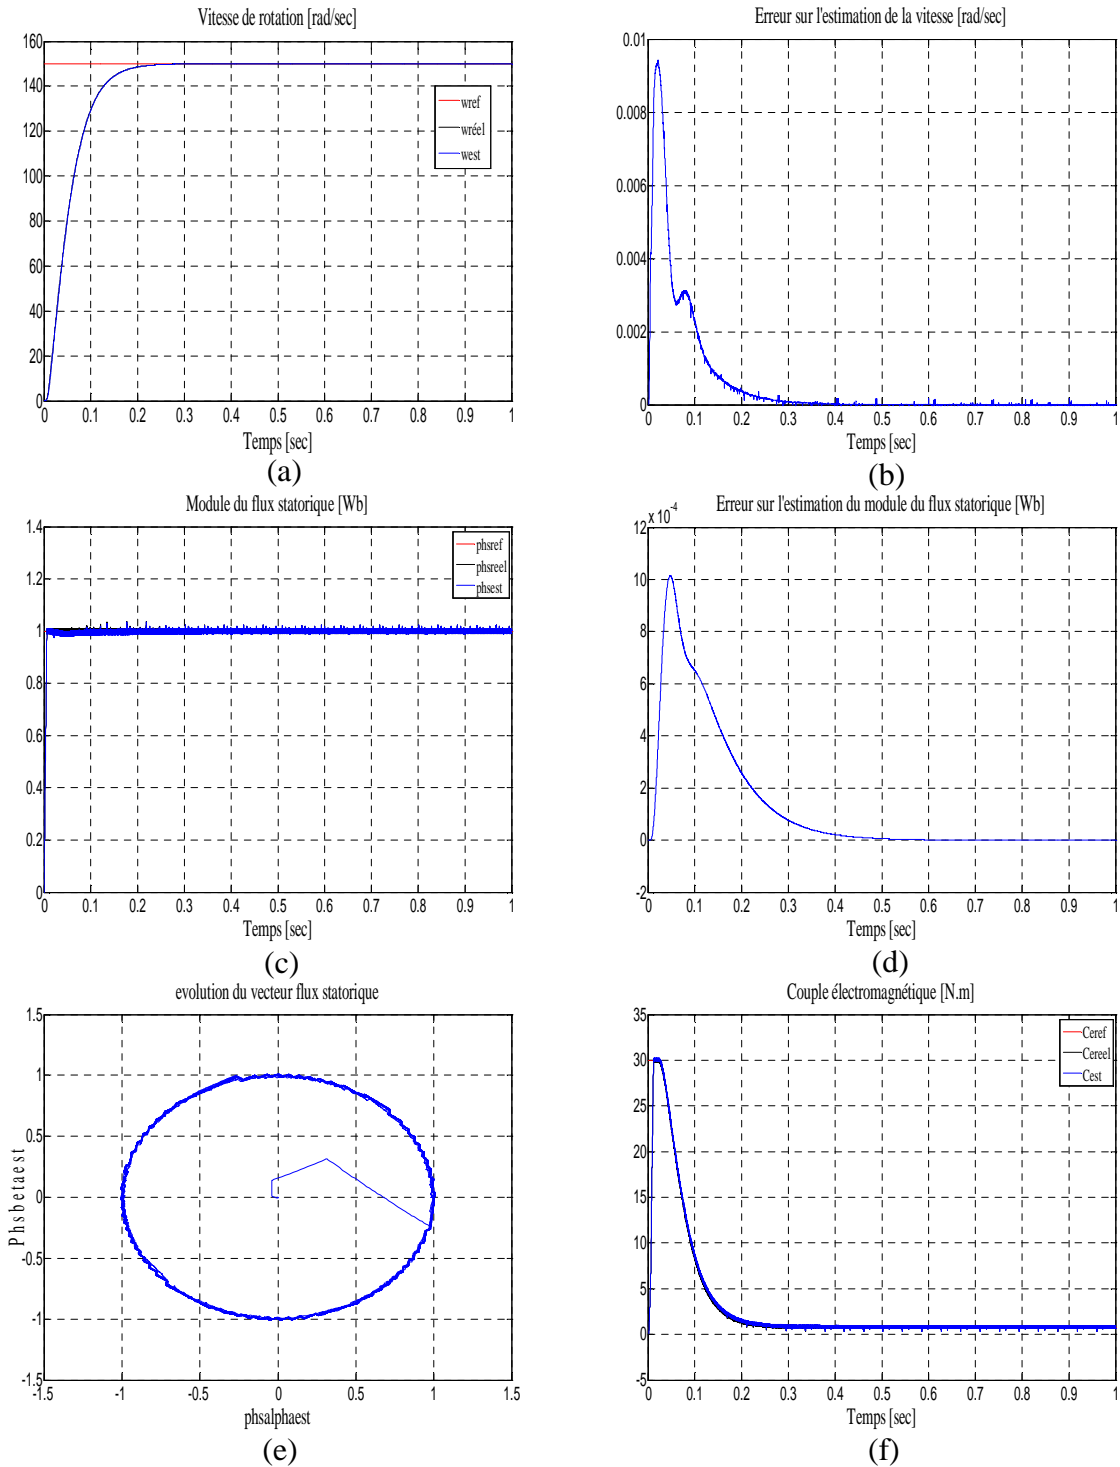 Vitesse de rotation [rad/sec]
160
140
120
100
80
60
40
20
0
wref
wréel
west
0 0.1 0.2 0.3 0.4 0.5 0.6 0.7 0.8 0.9 1
Temps [sec]
(a)
Erreur sur l'estimation de la vitesse [rad/sec]
0.01
0.008
0.006
0.004
0.002
0
0 0.1 0.2 0.3 0.4 0.5 0.6 0.7 0.8 0.9 1
Temps [sec]
(b)
Module du flux statorique [Wb]
1.4
1.2
1
0.8
0.6
0.4
0.2
0
phsref
phsreel
phsest
0 0.1 0.2 0.3 0.4 0.5 0.6 0.7 0.8 0.9 1
Temps [sec]
(c)
Erreur sur l'estimation du module du flux statorique [Wb]
x 10-4
12
10
8
6
4
2
0
-2
0 0.1 0.2 0.3 0.4 0.5 0.6 0.7 0.8 0.9 1
Temps [sec]
(d)
evolution du vecteur flux statorique
Phsbetaest
1.5
1
0.5
0
-0.5
-1
-1.5
-1.5 -1 -0.5 0 0.5 1 1.5
phsalphaest
(e)
Couple électromagnétique [N.m]
35
30
25
20
15
10
5
0
-5
Ceref
Cereel
Cest
0 0.1 0.2 0.3 0.4 0.5 0.6 0.7 0.8 0.9 1
Temps [sec]
(f)